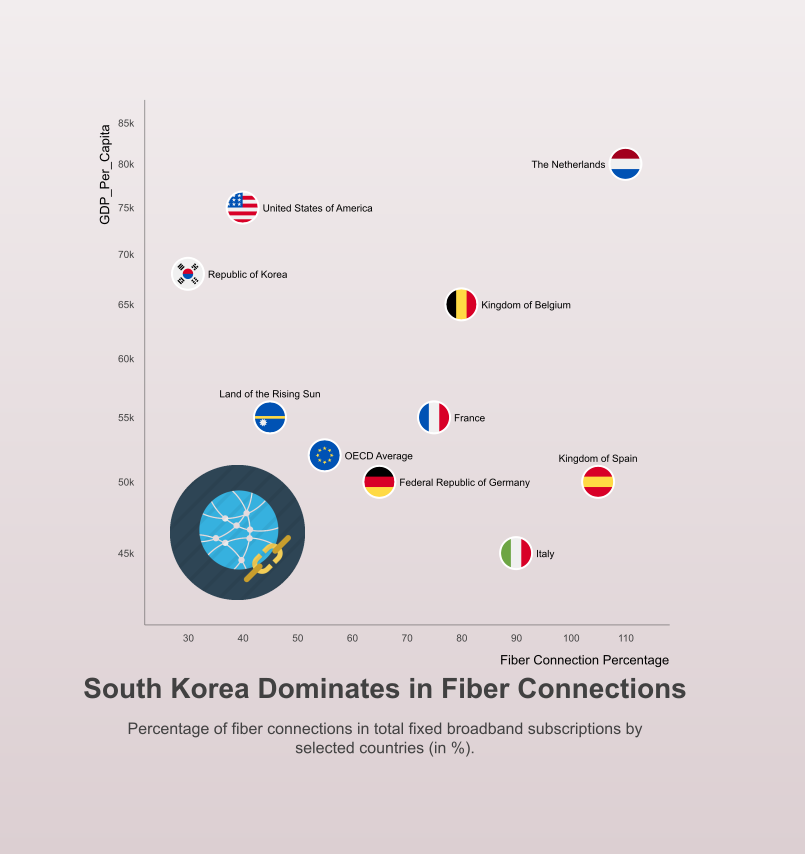 GDP_Per_Capita
85k
80k
75k
70k
65k
60k
55k
50k
45k
The Netherlands
United States of America
Republic of Korea
Kingdom of Belgium
Land of the Rising Sun
France
OECD Average
Kingdom of Spain
Federal Republic of Germany
Italy
30 40 50 60 70 80 90 100 110
Fiber Connection Percentage
South Korea Dominates in Fiber Connections
Percentage of fiber connections in total fixed broadband subscriptions by
selected countries (in %).